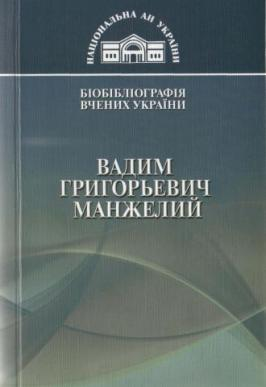 НАЦІОНАЛЬНА АН УКРАЇНИ
БІОБІБЛІОГРАФІЯ
ВЧЕНИХ УКРАЇНИ
ВАДИМ
ГРИГОРЬЕВИЧ
МАНЖЕЛИЙ